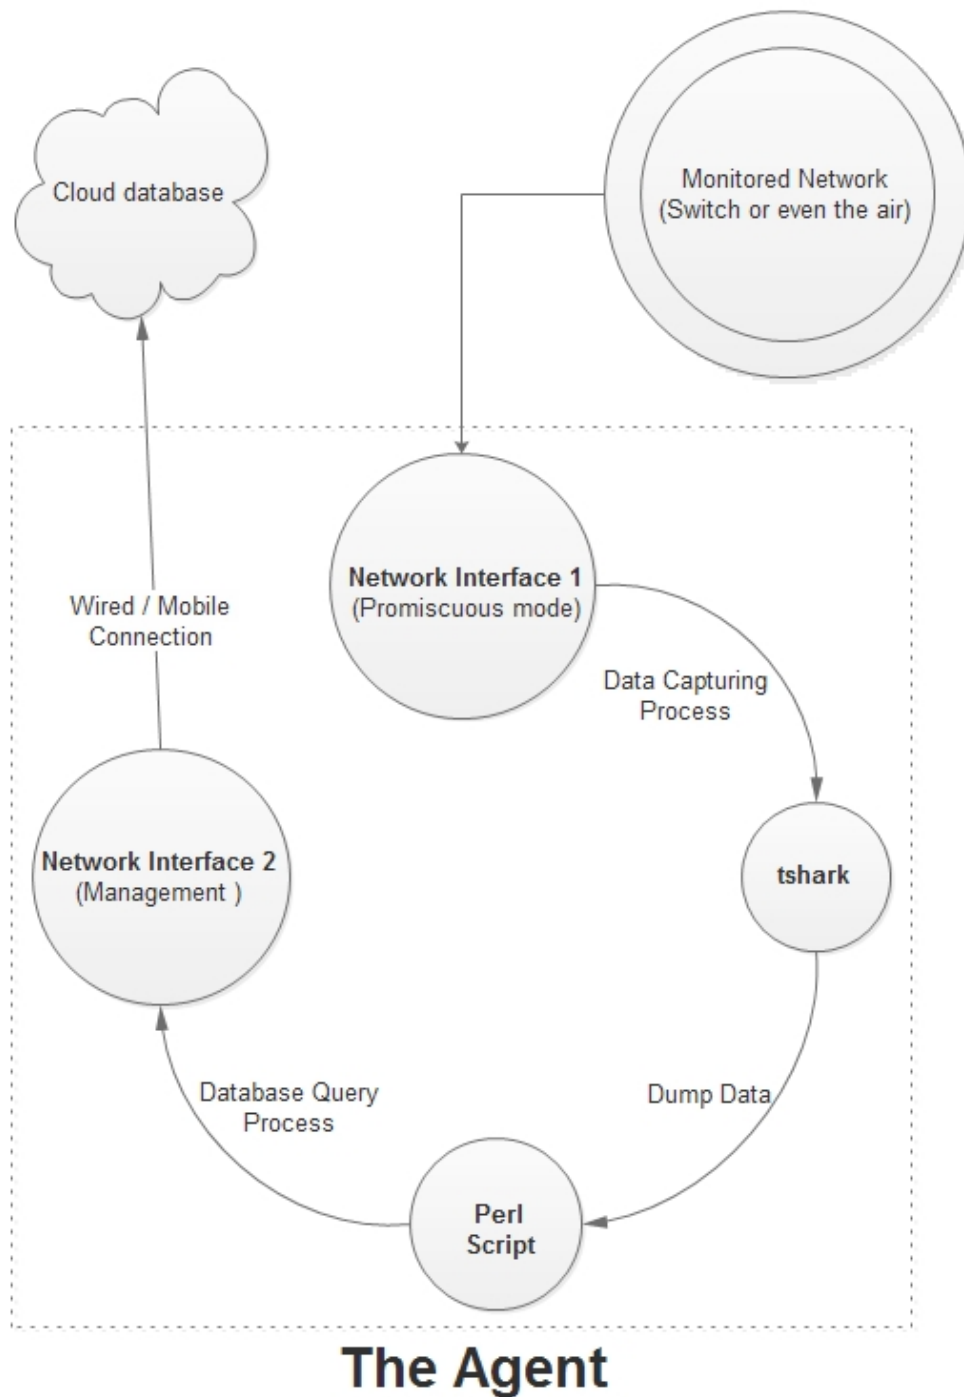 Cloud database
Monitored Network
(Switch or even the air)
Network Interface 1
(Promiscuous mode)
Wired / Mobile
Connection
Data Capturing
Process
Network Interface 2
(Management )
tshark
Database Query
Process
Dump Data
Perl
Script
The Agent